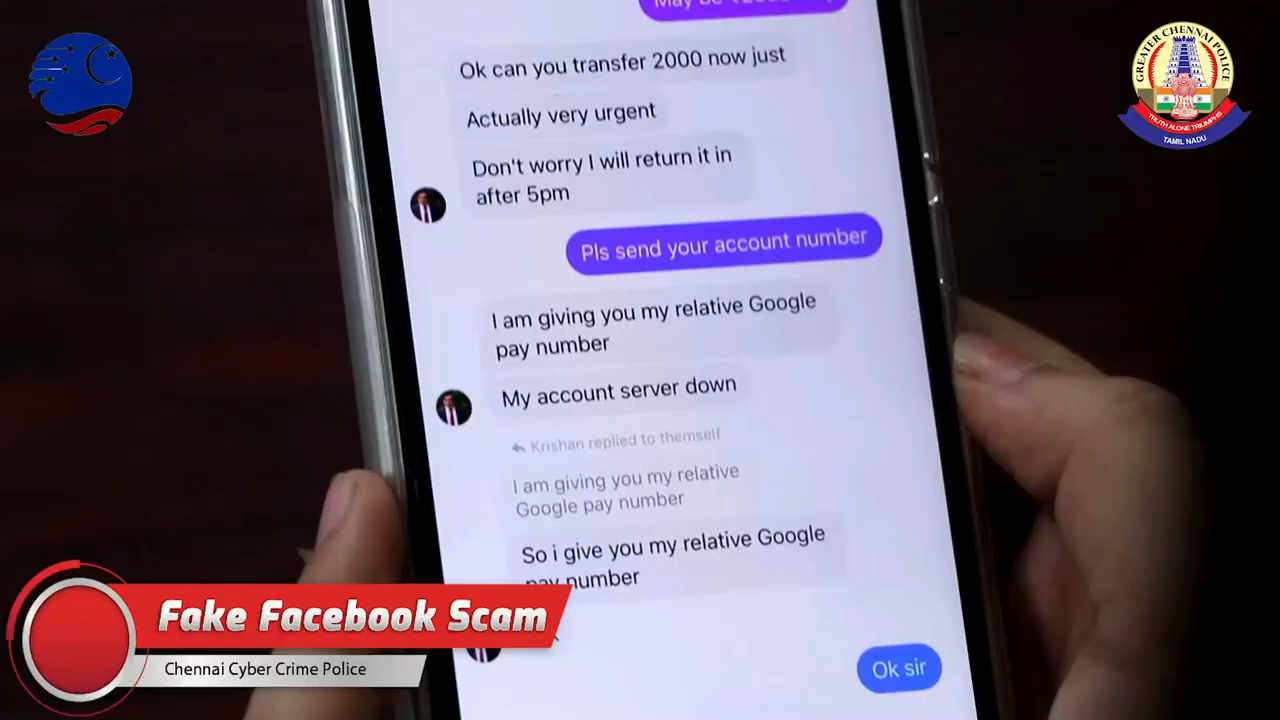 May be
Ok can you transfer 2000 now just
Actually very urgent
Don't worry I will return it in
after 5pm
Pls send your account number
I am giving you my relative Google
pay number
My account server down
Krishan replied to themself
I am giving you my relative
Google pay number
So i give you my relative Google
pay number
Ok sir
GREATER CHENNAI POLICE
TRUTH ALONE TRIUMPHS
TAMIL NADU
Fake Facebook Scam
Chennai Cyber Crime Police